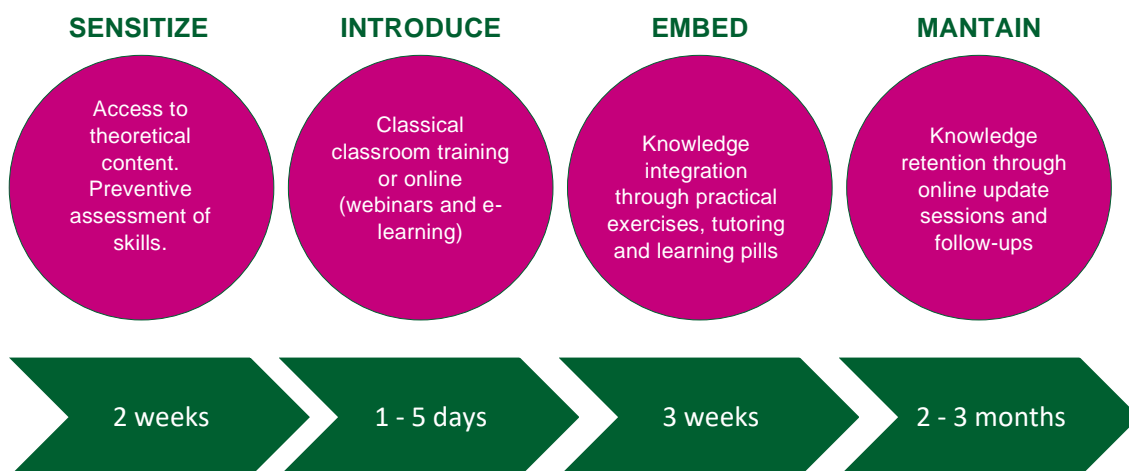 SENSITIZE
Access to
theoretical
content.
Preventive
assessment of
skills.
2 weeks
INTRODUCE
Classical
classroom training
or online
(webinars and e-
learning)
1 - 5 days
EMBED
Knowledge
integration
through practical
exercises, tutoring
and learning pills
3 weeks
MANTAIN
Knowledge
retention through
online update
sessions and
follow-ups
2 - 3 months